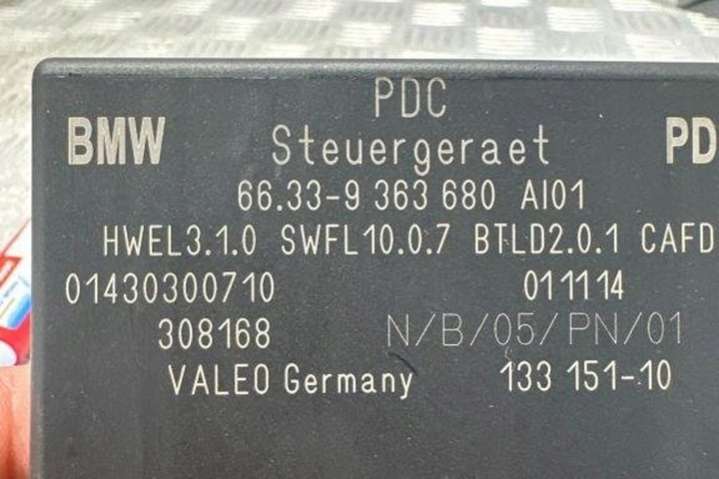 PDC
BMW Steuergeraet PD
66.33-9 363 680 AI01
HWEL3.1.0 SWFL10.0.7 BTLD2.0.1 CAFD
01430300710 011114
308168 N/B/05/PN/01
VALEO Germany 133 151-10